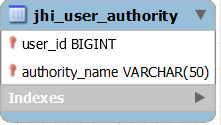 jhi_user_authority
user_id BIGINT
authority_name VARCHAR(50)
Indexes